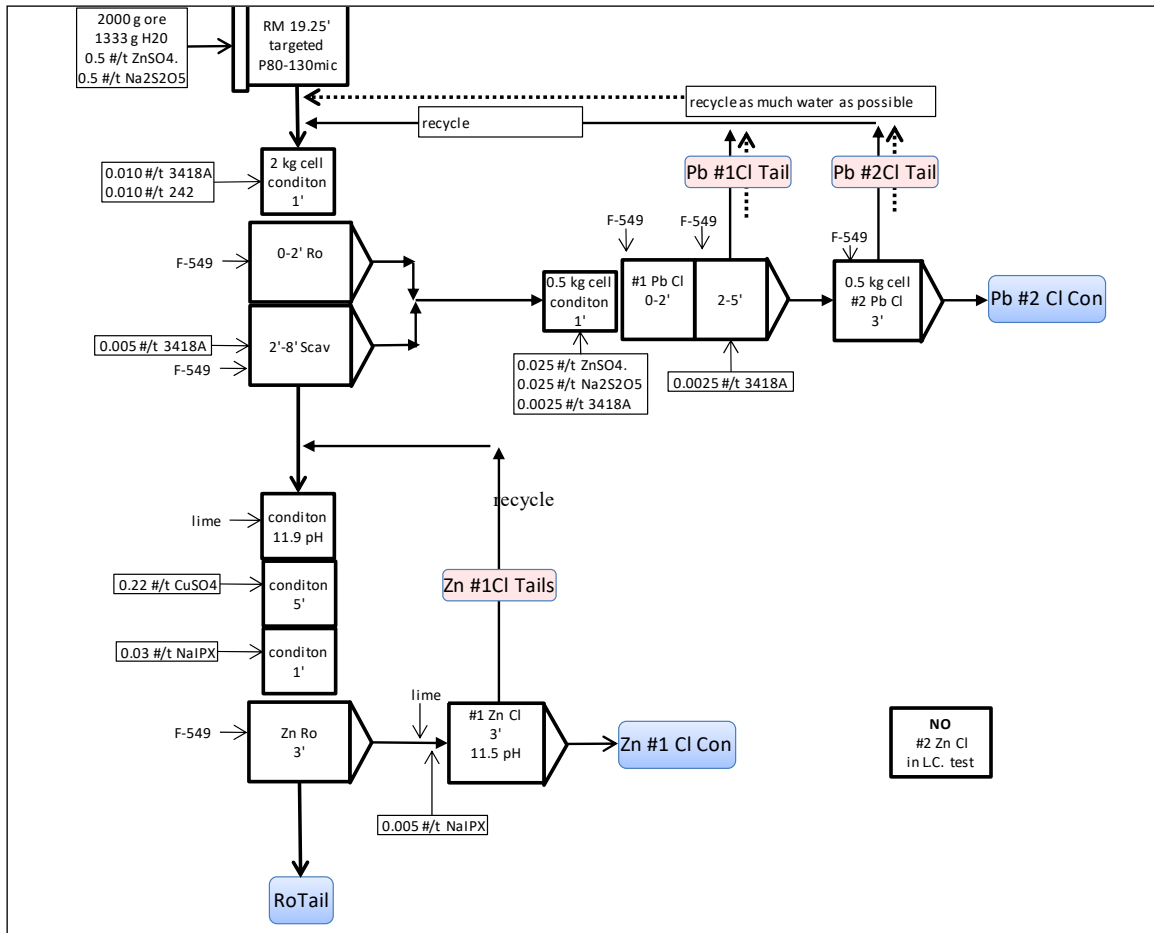 2000 g ore
1333 g H20
0.5 #/t ZnSO4.
0.5 #/t Na2S2O5
RM 19.25'
targeted
P80-130mic
recycle as much water as possible
recycle
0.010 #/t 3418A
0.010 #/t 242
2 kg cell
conditon
1'
Pb #1Cl Tail
Pb #2Cl Tail
F-549
0-2' Ro
F-549
F-549
F-549
0.5 kg cell
conditon
1'
#1 Pb Cl
0-2'
2-5'
0.5 kg cell
#2 Pb Cl
3'
Pb #2 Cl Con
0.005 #/t 3418A
F-549
2'-8' Scav
0.025 #/t ZnSO4.
0.025 #/t Na2S2O5
0.0025 #/t 3418A
0.0025 #/t 3418A
recycle
lime
conditon
11.9 pH
0.22 #/t CuSO4
conditon
5'
Zn #1Cl Tails
0.03 #/t NaIPX
conditon
1'
F-549
Zn Ro
3'
lime
#1 Zn Cl
3'
11.5 pH
Zn #1 Cl Con
NO
#2 Zn Cl
in L.C. test
0.005 #/t NaIPX
RoTail